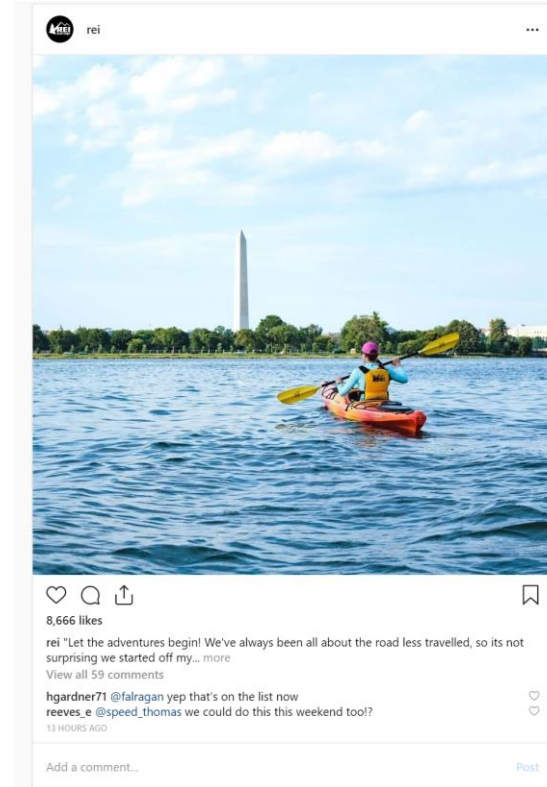 REI
rei
REI
8,666 likes
rei "Let the adventures begin! We've always been all about the road less travelled, so its not
surprising we started off my... more
View all 59 comments
hgardner71 @falragan yep that's on the list now
reeves_e @speed_thomas we could do this this weekend too!?
13 HOURS AGO
Add a comment... Post